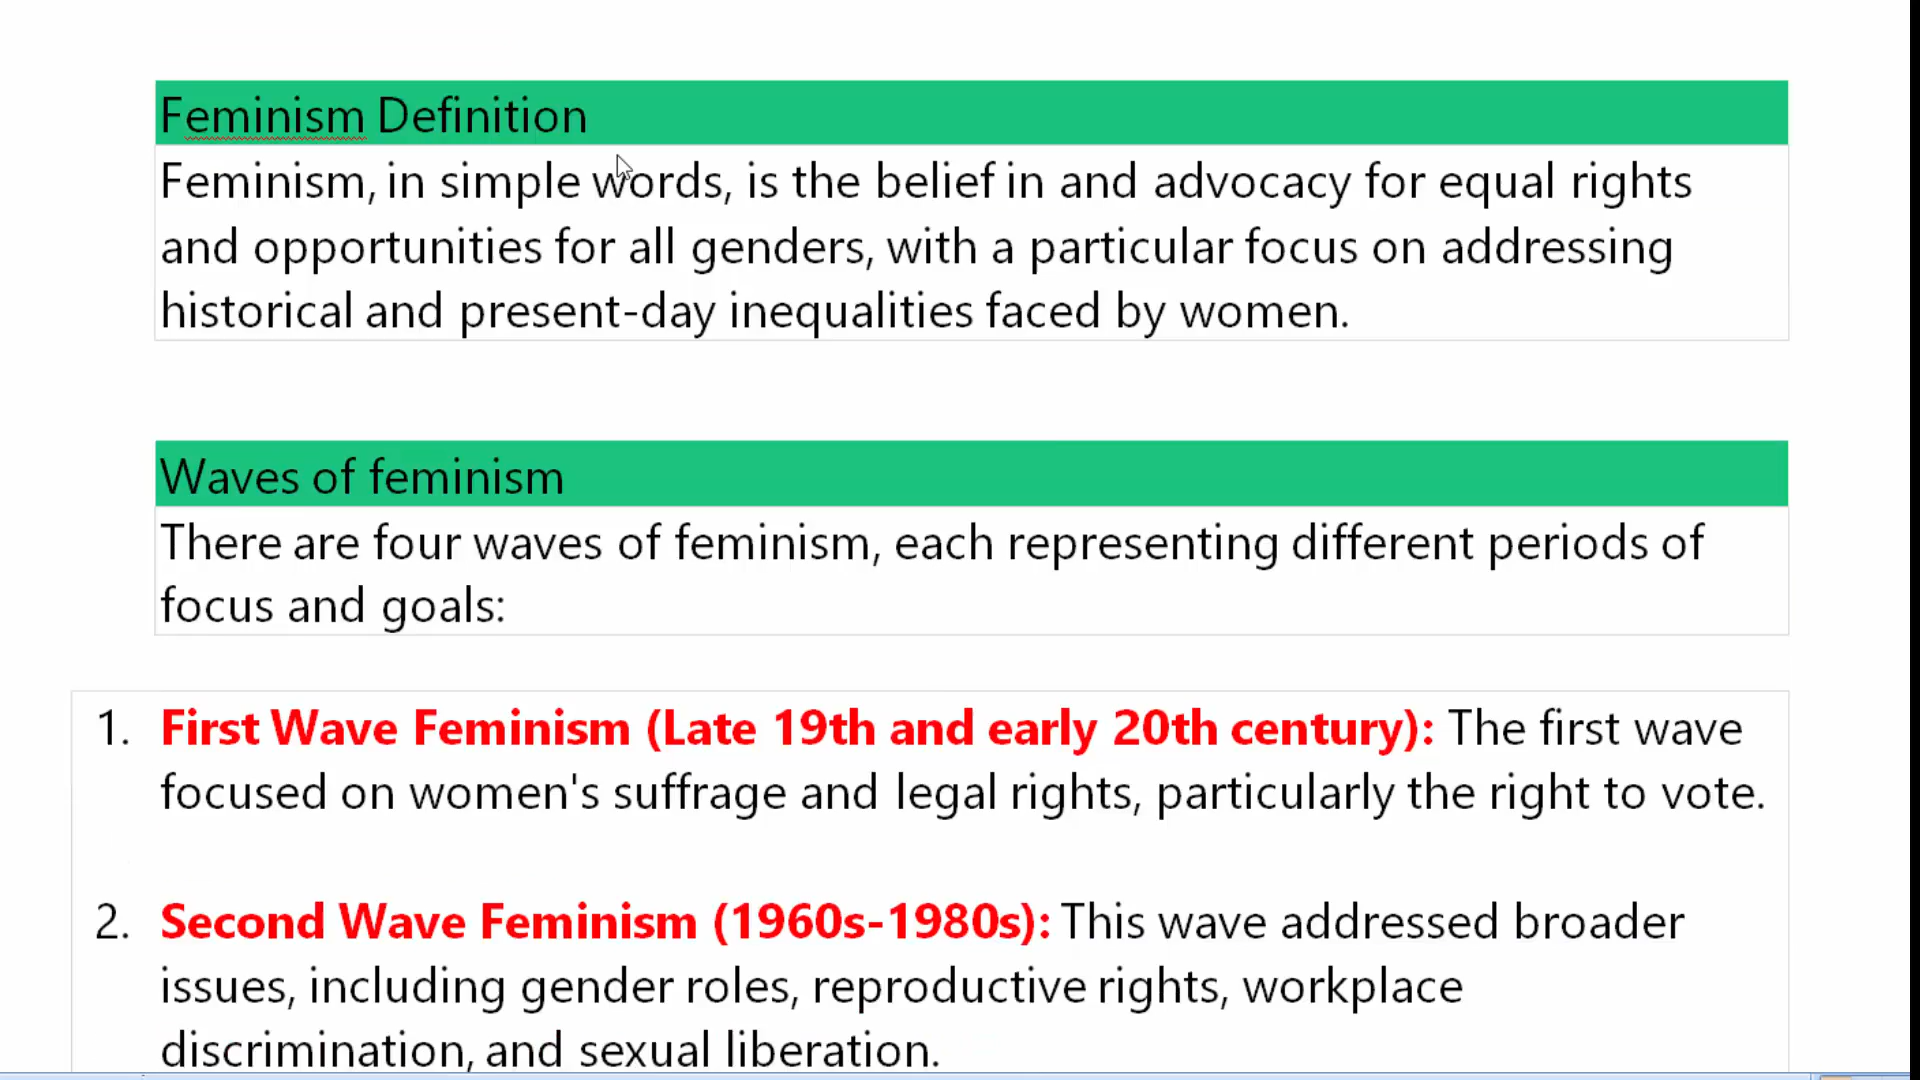 Feminism Definition
Feminism, in simple words, is the belief in and advocacy for equal rights
and opportunities for all genders, with a particular focus on addressing
historical and present-day inequalities faced by women.
Waves of feminism
There are four waves of feminism, each representing different periods of
focus and goals:
1. First Wave Feminism (Late 19th and early 20th century): The first wave
focused on women's suffrage and legal rights, particularly the right to vote.
2. Second Wave Feminism (1960s-1980s): This wave addressed broader
issues, including gender roles, reproductive rights, workplace
discrimination, and sexual liberation.